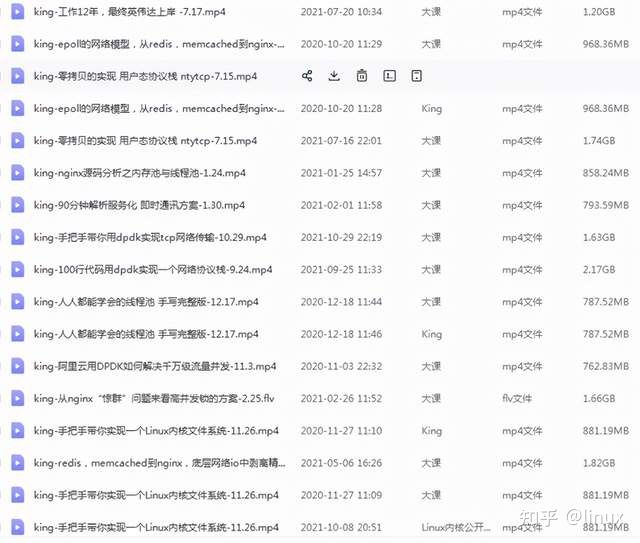 king-工作12年，最终英伟达上岸 -7.17.mp4 2021-07-20 10:34 大课 mp4文件 1.20GB
king-epoll的网络模型，从redis，memcached到nginx-... 2020-10-20 11:29 大课 mp4文件 968.36MB
king-零拷贝的实现 用户态协议栈 ntytcp-7.15.mp4
king-epoll的网络模型，从redis，memcached到nginx-... 2020-10-20 11:28 King mp4文件 968.36MB
king-零拷贝的实现 用户态协议栈 ntytcp-7.15.mp4 2021-07-16 22:01 大课 mp4文件 1.74GB
king-nginx源码分析之内存池与线程池-1.24.mp4 2021-01-25 14:57 大课 mp4文件 858.24MB
king-90分钟解析服务化 即时通讯方案-1.30.mp4 2021-02-01 11:58 大课 mp4文件 793.59MB
king-手把手带你用dpdk实现tcp网络传输-10.29.mp4 2021-10-29 22:19 大课 mp4文件 1.63GB
king-100行代码用dpdk实现一个网络协议栈-9.24.mp4 2021-09-25 11:33 大课 mp4文件 2.17GB
king-人人都能学会的线程池 手写完整版-12.17.mp4 2020-12-18 11:44 大课 mp4文件 787.52MB
king-人人都能学会的线程池 手写完整版-12.17.mp4 2020-12-18 11:46 King mp4文件 787.52MB
king-阿里云用DPDK如何解决千万级流量并发-11.3.mp4 2020-11-03 22:32 大课 mp4文件 762.83MB
king-从nginx“惊群”问题来看高并发锁的方案-2.25.flv 2021-02-26 11:52 大课 flv文件 1.66GB
king-手把手带你实现一个Linux内核文件系统-11.26.mp4 2020-11-27 11:10 King mp4文件 881.19MB
king-redis，memcached到nginx，底层网络io中剥离精... 2021-05-06 16:26 大课 mp4文件 1.82GB
king-手把手带你实现一个Linux内核文件系统-11.26.mp4 2020-11-27 11:09 大课 mp4文件 881.19MB
king-手把手带你实现一个Linux内核文件系统-11.26.mp4 2021-10-08 20:51 Linux内核公开... mp4文件 881.19MB
知乎 @linux